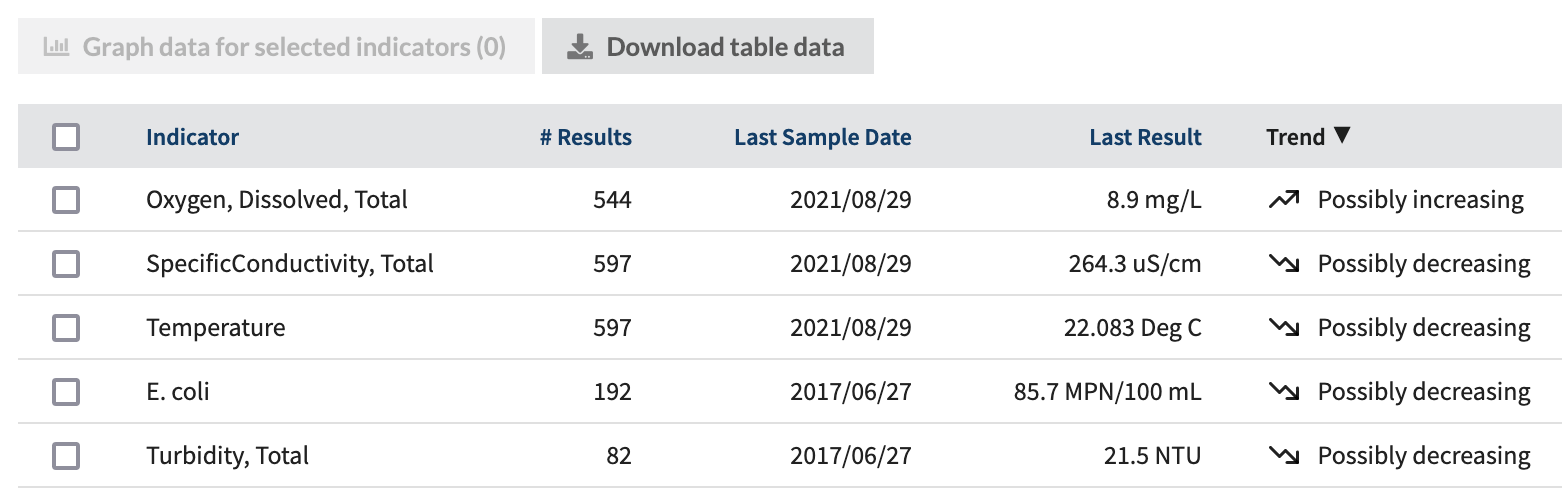 Graph data for selected indicators (0) Download table data
Indicator # Results Last Sample Date Last Result Trend ▼
Oxygen, Dissolved, Total 544 2021/08/29 8.9 mg/L Possibly increasing
SpecificConductivity, Total 597 2021/08/29 264.3 uS/cm Possibly decreasing
Temperature 597 2021/08/29 22.083 Deg C Possibly decreasing
E. coli 192 2017/06/27 85.7 MPN/100 mL Possibly decreasing
Turbidity, Total 82 2017/06/27 21.5 NTU Possibly decreasing